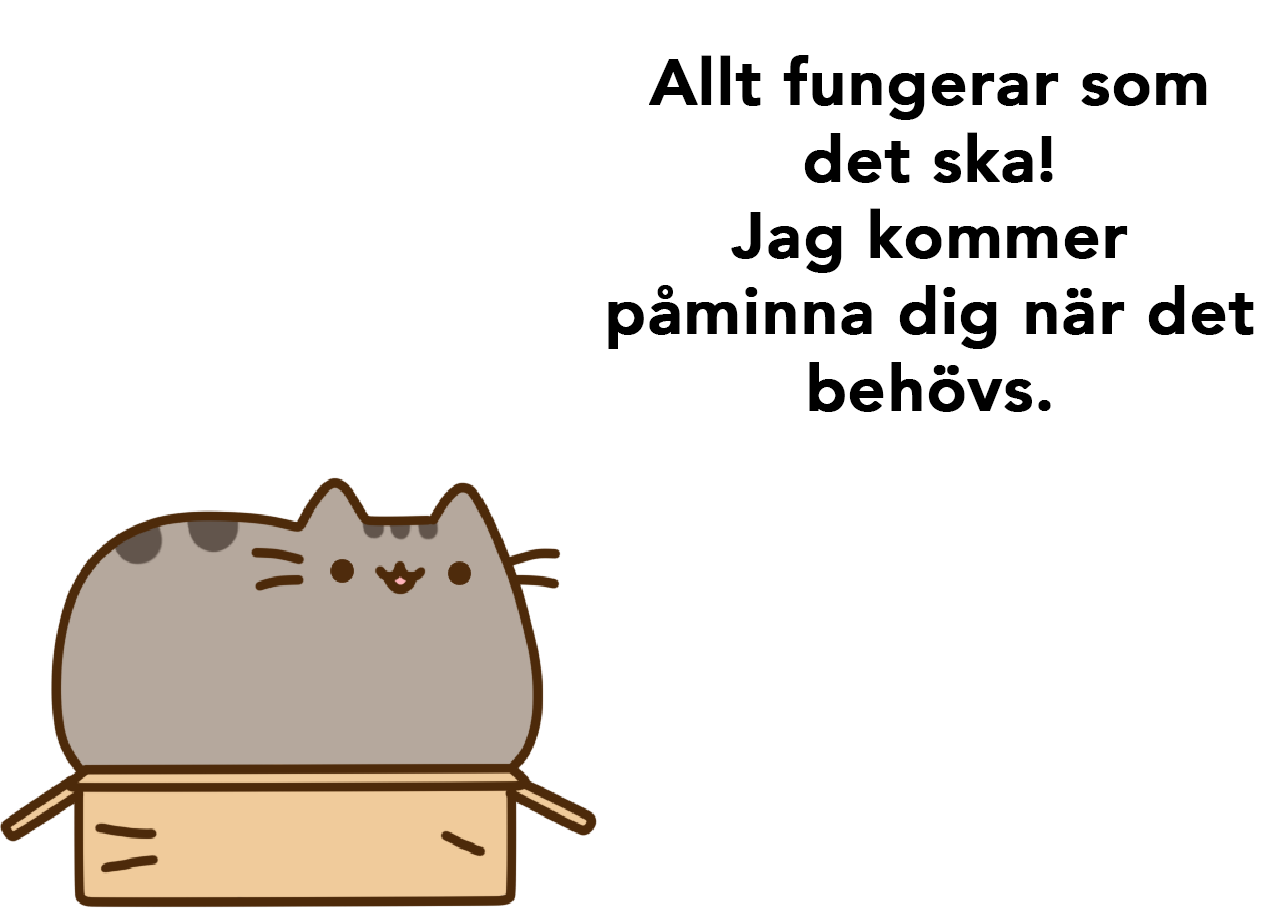 Allt fungerar som
det ska!
Jag kommer
påminna dig när det
behövs.